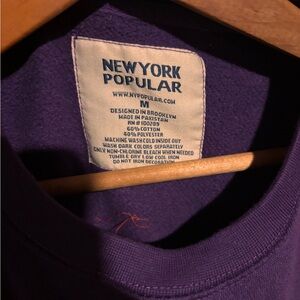 NEWYORK
POPULAR
WWW.NYPOPULAR.COM
M
DESIGNED IN BROOKLYN
MADE IN PAKISTAN
RN# 100209
60% COTTON
40% POLYESTER
MACHINE WASH COLD INSIDE OUT
WASH DARK COLORS SEPARATELY
ONLY NON-CHLORINE BLEACH WHEN NEEDED
TUMBLE DRY LOW COOL IRON
DO NOT IRON DECORATION